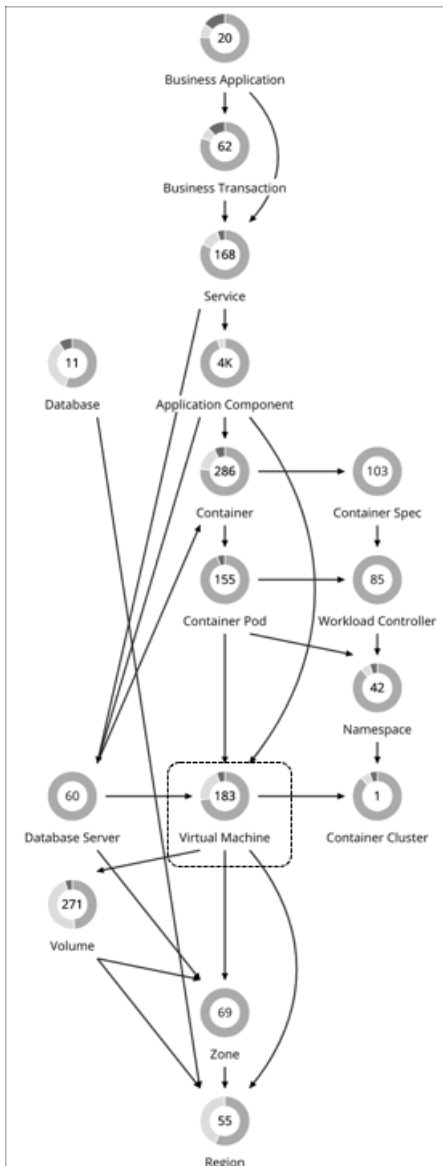 20
Business Application
62
Business Transaction
168
Service
11
Database
4K
Application Component
286
Container
103
Container Spec
155
Container Pod
85
Workload Controller
42
Namespace
60
Database Server
183
Virtual Machine
1
Container Cluster
271
Volume
69
Zone
55
Region